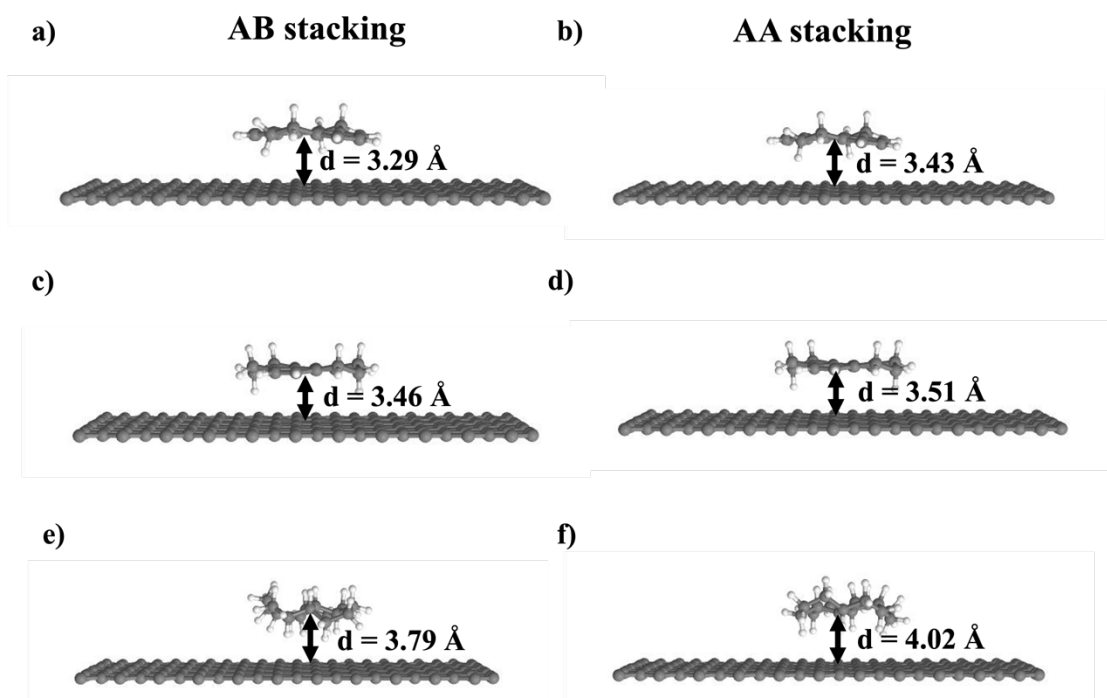 a)
AB stacking
b)
AA stacking
d = 3.29 Å
d = 3.43 Å
c)
d)
d = 3.46 Å
d = 3.51 Å
e)
f)
d = 3.79 Å
d = 4.02 Å